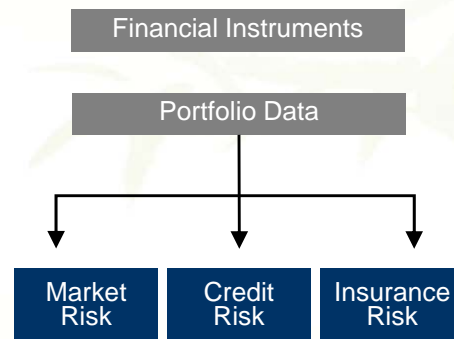 Financial Instruments
Portfolio Data
Market
Risk
Credit
Risk
Insurance
Risk